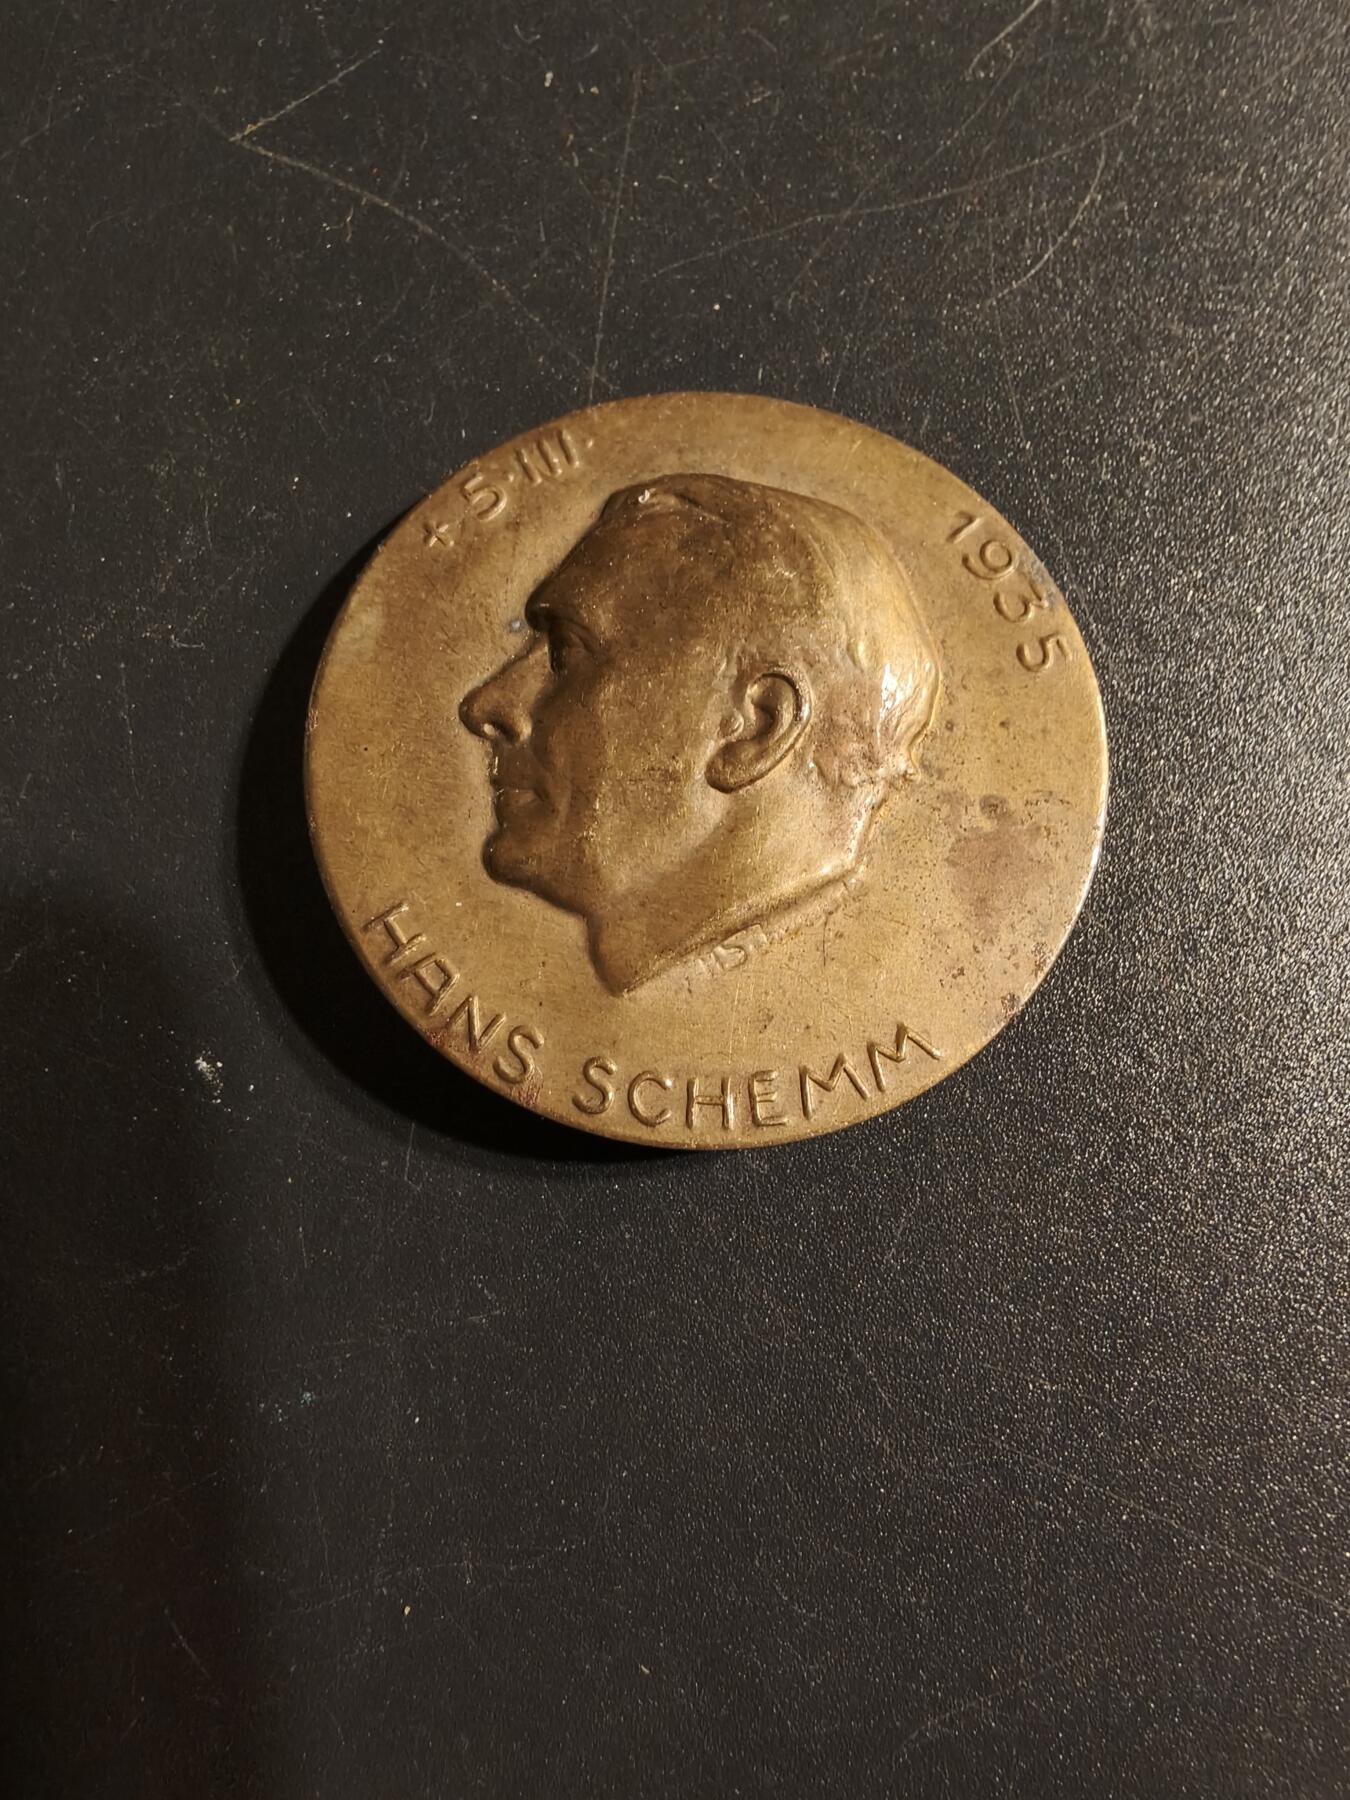 + 5·III· 1935
HANS SCHEMM